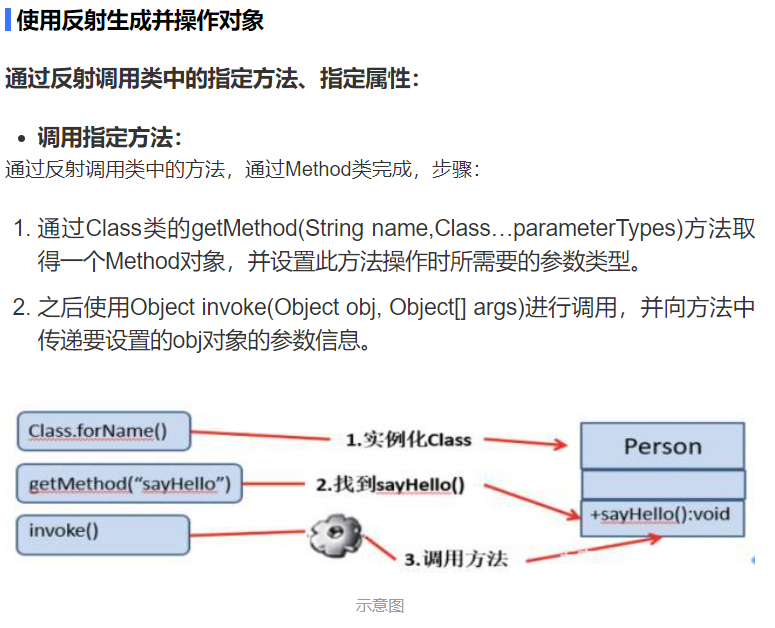 使用反射生成并操作对象
通过反射调用类中的指定方法、指定属性：
• 调用指定方法：
通过反射调用类中的方法，通过Method类完成，步骤：
1. 通过Class类的getMethod(String name,Class…parameterTypes)方法取
得一个Method对象，并设置此方法操作时所需要的参数类型。
2. 之后使用Object invoke(Object obj, Object[] args)进行调用，并向方法中
传递要设置的obj对象的参数信息。
Class.forName()
1.实例化Class
Person
getMethod(“sayHello”)
2.找到sayHello()
+sayHello():void
invoke()
3.调用方法
示意图